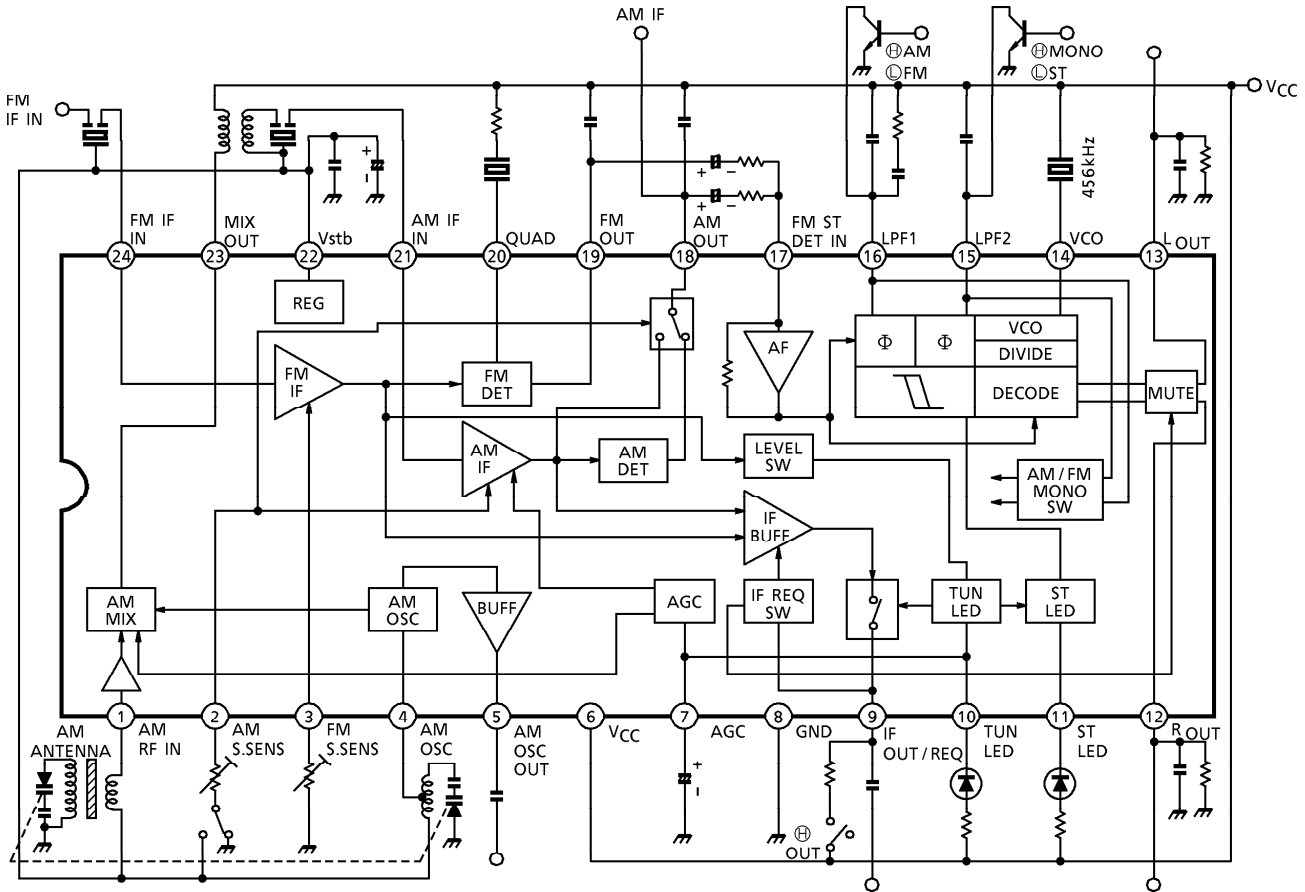 AM IF
Ⓗ AM
Ⓛ FM
Ⓗ MONO
Ⓛ ST
VCC
FM
IF IN
456kHz
+
−
+
−
+
−
FM IF
IN
MIX
OUT
Vstb
AM IF
IN
QUAD
FM
OUT
AM
OUT
FM ST
DET IN
LPF1
LPF2
VCO
L OUT
24
23
22
21
20
19
18
17
16
15
14
13
REG
FM
IF
FM
DET
AF
Φ
Φ
VCO
DIVIDE
DECODE
MUTE
AM
IF
AM
DET
LEVEL
SW
AM / FM
MONO
SW
IF
BUFF
AM
MIX
AM
OSC
BUFF
AGC
IF REQ
SW
TUN
LED
ST
LED
1
2
3
4
5
6
7
8
9
10
11
12
AM
ANTENNA
AM
RF IN
AM
S.SENS
FM
S.SENS
AM
OSC
AM
OSC
OUT
VCC
AGC
GND
IF
OUT / REQ
TUN
LED
ST
LED
R OUT
+
−
Ⓗ
OUT